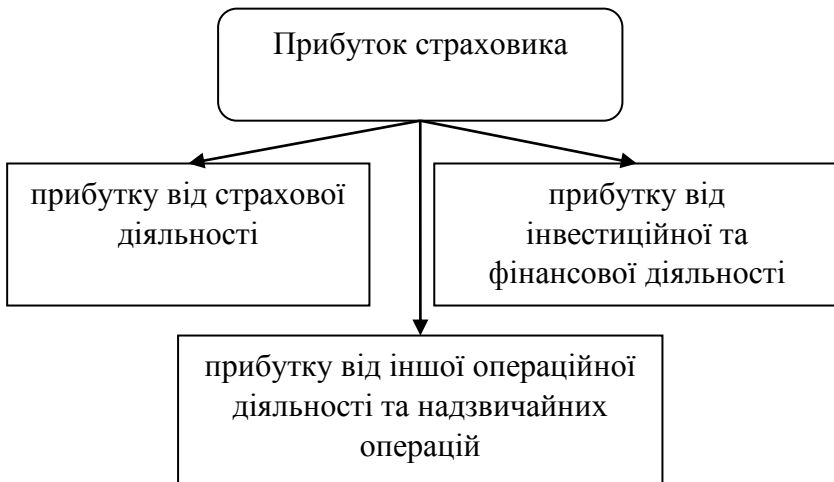 Прибуток страховика
прибутку від страхової
діяльності
прибутку від
інвестиційної та
фінансової діяльності
прибутку від іншої операційної
діяльності та надзвичайних
операцій